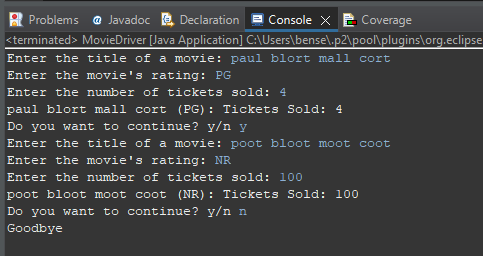 Problems Javadoc Declaration Console Coverage
<terminated> MovieDriver [Java Application] C:\Users\bense\.p2\pool\plugins\org.eclipse
Enter the title of a movie: paul blort mall cort
Enter the movie's rating: PG
Enter the number of tickets sold: 4
paul blort mall cort (PG): Tickets Sold: 4
Do you want to continue? y/n y
Enter the title of a movie: poot bloot moot coot
Enter the movie's rating: NR
Enter the number of tickets sold: 100
poot bloot moot coot (NR): Tickets Sold: 100
Do you want to continue? y/n n
Goodbye